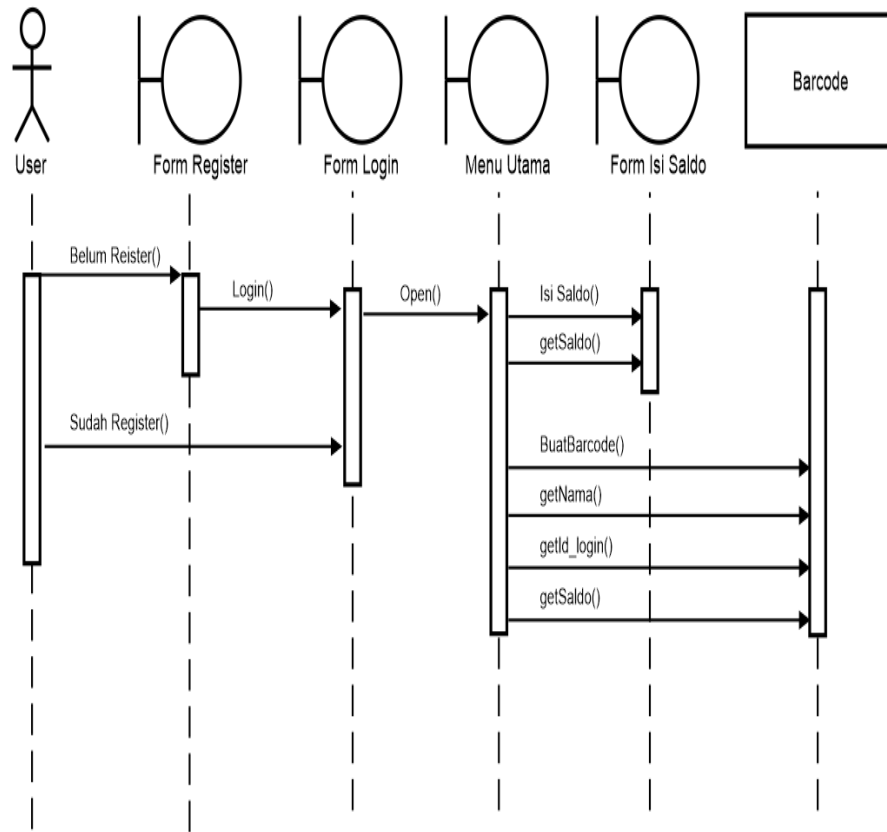 User
Form Register
Form Login
Menu Utama
Form Isi Saldo
Barcode
Belum Reister()
Login()
Open()
Isi Saldo()
getSaldo()
Sudah Register()
BuatBarcode()
getNama()
getId_login()
getSaldo()